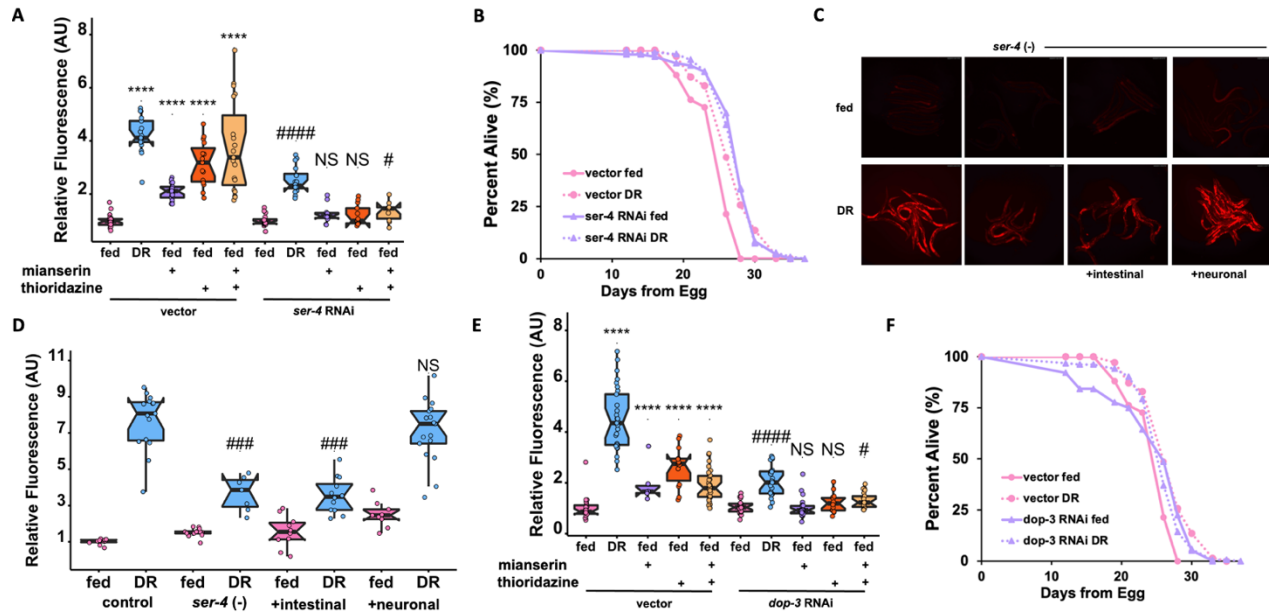 A
Relative Fluorescence (AU)
8
6
4
2
**** **** **** ****
#### NS NS #
fed DR fed fed fed fed DR fed fed fed
mianserin + + + +
thioridazine + + + +
vector ser-4 RNAi
B
Percent Alive (%)
100
75
50
25
0
vector fed
vector DR
ser-4 RNAi fed
ser-4 RNAi DR
0 10 20 30
Days from Egg
C
ser-4 (-)
fed
DR
+intestinal +neuronal
D
Relative Fluorescence (AU)
11
9
7
5
3
1
### ### NS
fed DR fed DR fed DR fed DR
control ser-4 (-) +intestinal +neuronal
E
Relative Fluorescence (AU)
8
6
4
2
0
**** **** **** ****
#### NS NS #
fed DR fed fed fed fed DR fed fed fed
mianserin + + + +
thioridazine + + + +
vector dop-3 RNAi
F
Percent Alive (%)
100
75
50
25
0
vector fed
vector DR
dop-3 RNAi fed
dop-3 RNAi DR
0 10 20 30
Days from Egg